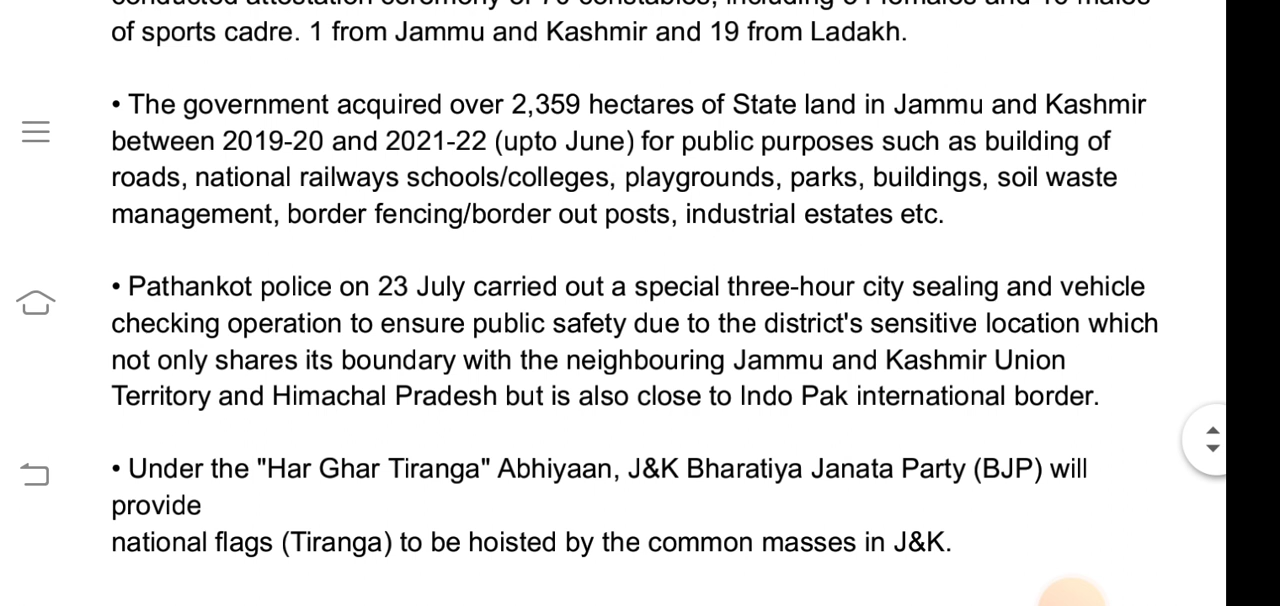 of sports cadre. 1 from Jammu and Kashmir and 19 from Ladakh.
• The government acquired over 2,359 hectares of State land in Jammu and Kashmir
between 2019-20 and 2021-22 (upto June) for public purposes such as building of
roads, national railways schools/colleges, playgrounds, parks, buildings, soil waste
management, border fencing/border out posts, industrial estates etc.
• Pathankot police on 23 July carried out a special three-hour city sealing and vehicle
checking operation to ensure public safety due to the district's sensitive location which
not only shares its boundary with the neighbouring Jammu and Kashmir Union
Territory and Himachal Pradesh but is also close to Indo Pak international border.
• Under the "Har Ghar Tiranga" Abhiyaan, J&K Bharatiya Janata Party (BJP) will
provide
national flags (Tiranga) to be hoisted by the common masses in J&K.